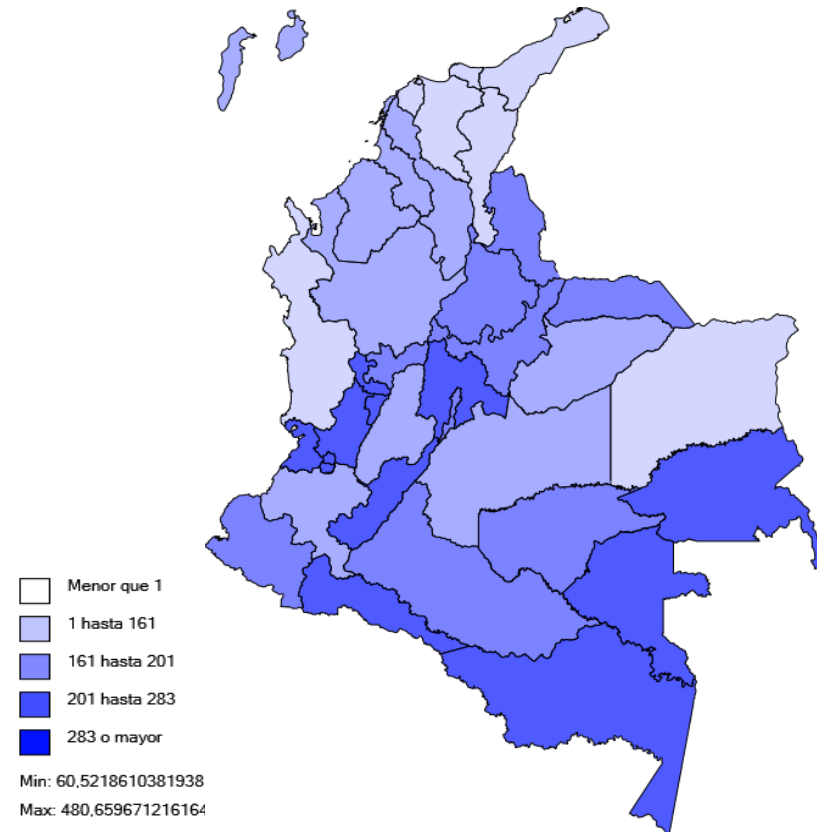 Menor que 1
1 hasta 161
161 hasta 201
201 hasta 283
283 o mayor
Min: 60,5218610381938
Max: 480,659671216164